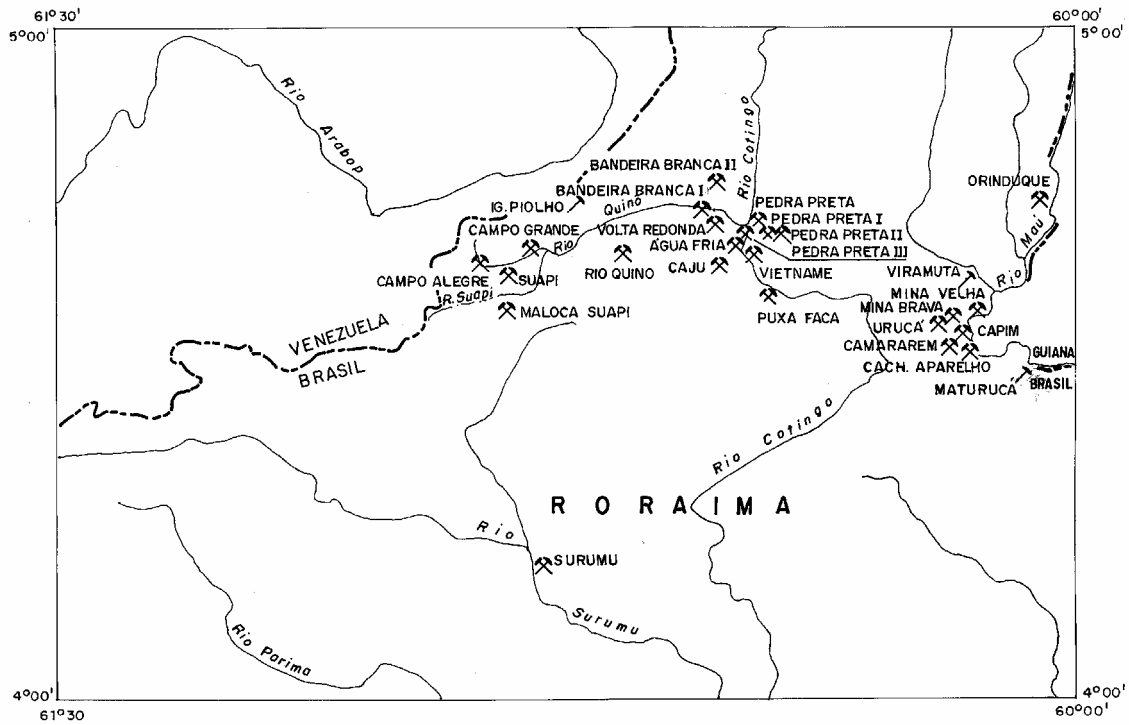 61°30'
60°00'
5°00'
5°00'
Rio Arabop
Rio Cotingo
BANDEIRA BRANCA II
ORINDUQUE
BANDEIRA BRANCA I
IG. PIOLHO
Rio Quino
PEDRA PRETA
PEDRA PRETA I
PEDRA PRETA II
PEDRA PRETA III
CAMPO GRANDE
VOLTA REDONDA
ÁGUA FRIA
CAMPO ALEGRE
SUAPI
RIO QUINO
CAJU
VIETNAME
Rio Maú
VIRAMUTA
R. Suapi
MALOCA SUAPI
PUXA FACA
MINA VELHA
MINA BRAVA
URUCÁ
CAPIM
CAMARAREM
CACH. APARELHO
VENEZUELA
BRASIL
GUIANA
BRASIL
MATURUCÁ
Rio Cotingo
RORAIMA
Rio Surumu
SURUMU
Rio Parima
4°00'
4°00'
61°30
60°00'